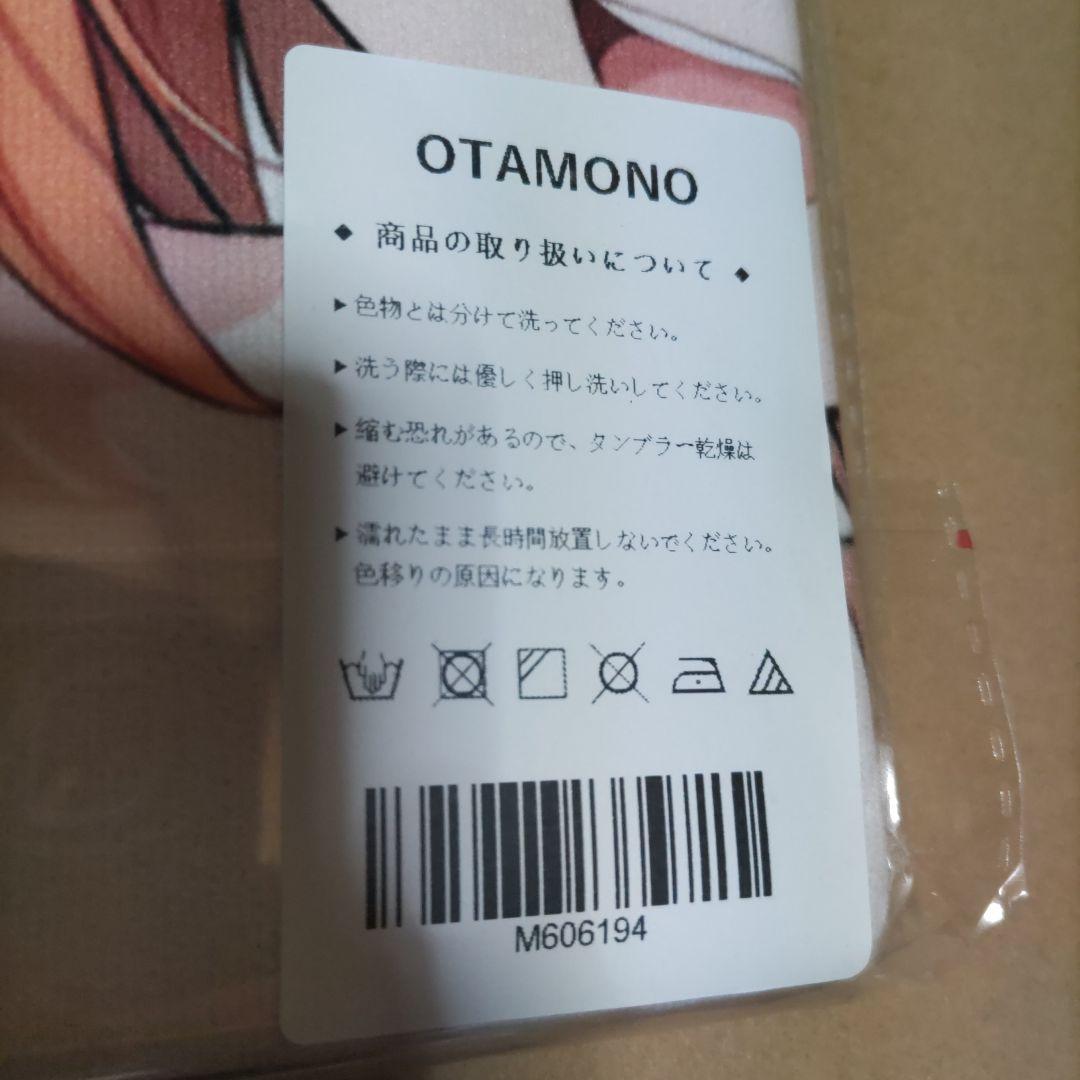 OTAMONO
◆ 商品の取り扱いについて ◆
▶色物とは分けて洗ってください。
▶洗う際には優しく押し洗いしてください。
▶縮む恐れがあるので、タンブラー乾燥は
避けてください。
▶濡れたまま長時間放置しないでください。
色移りの原因になります。
M606194